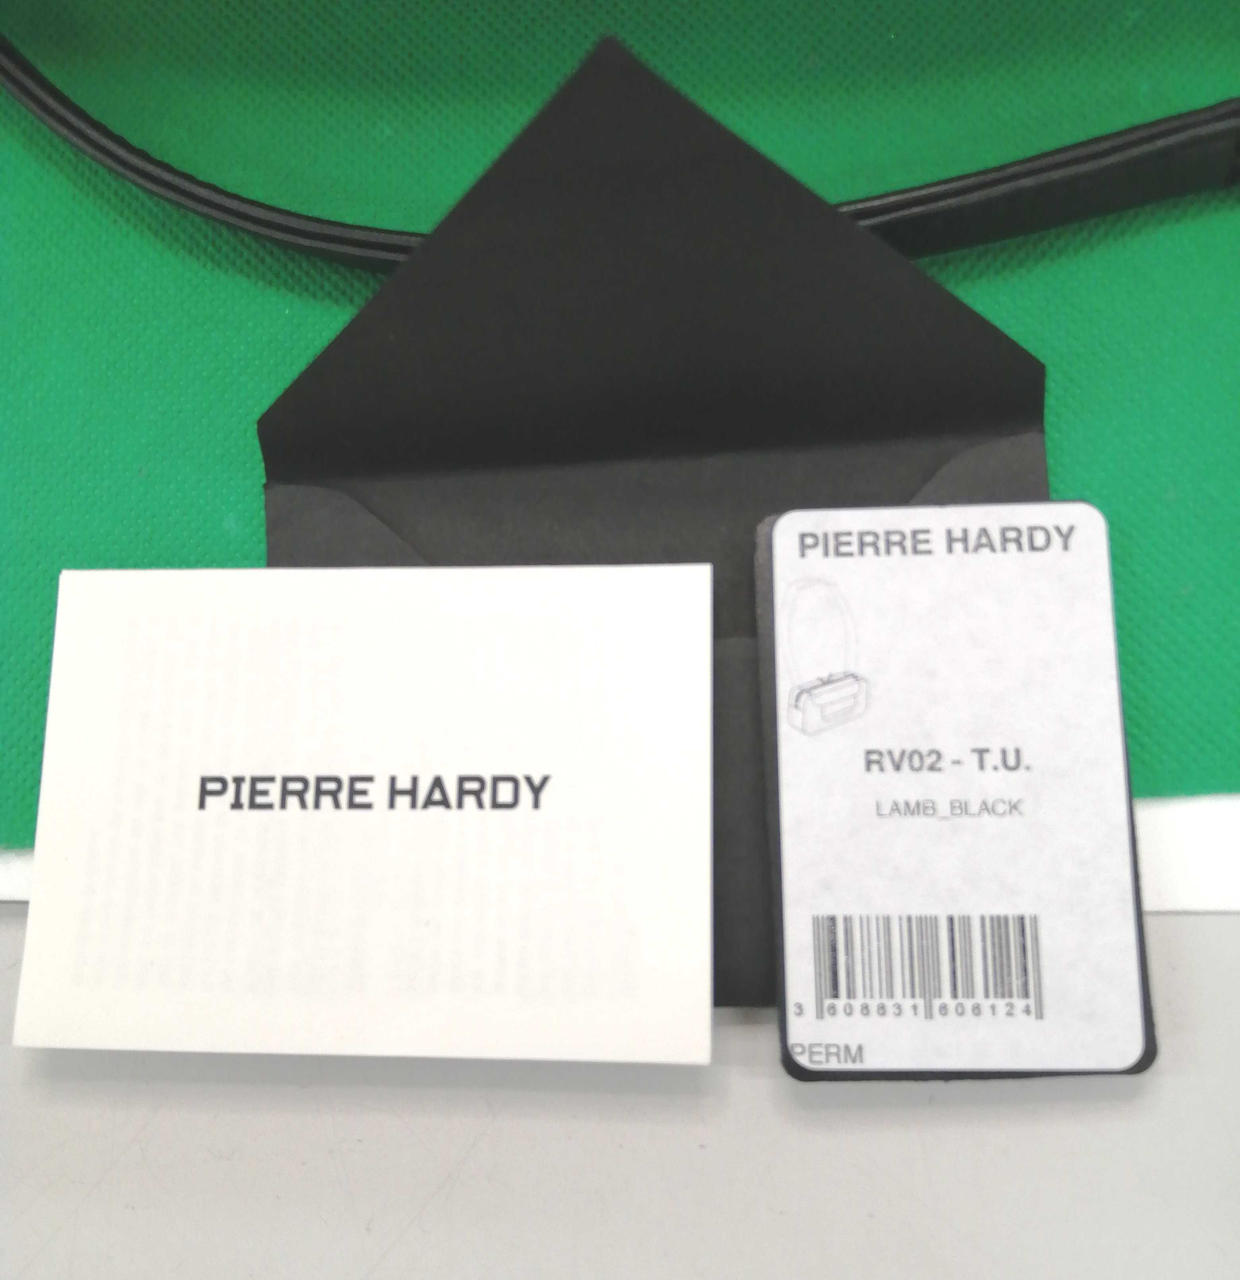 PIERRE HARDY
PIERRE HARDY
RV02 - T.U.
LAMB_BLACK
3 608831 606124
PERM